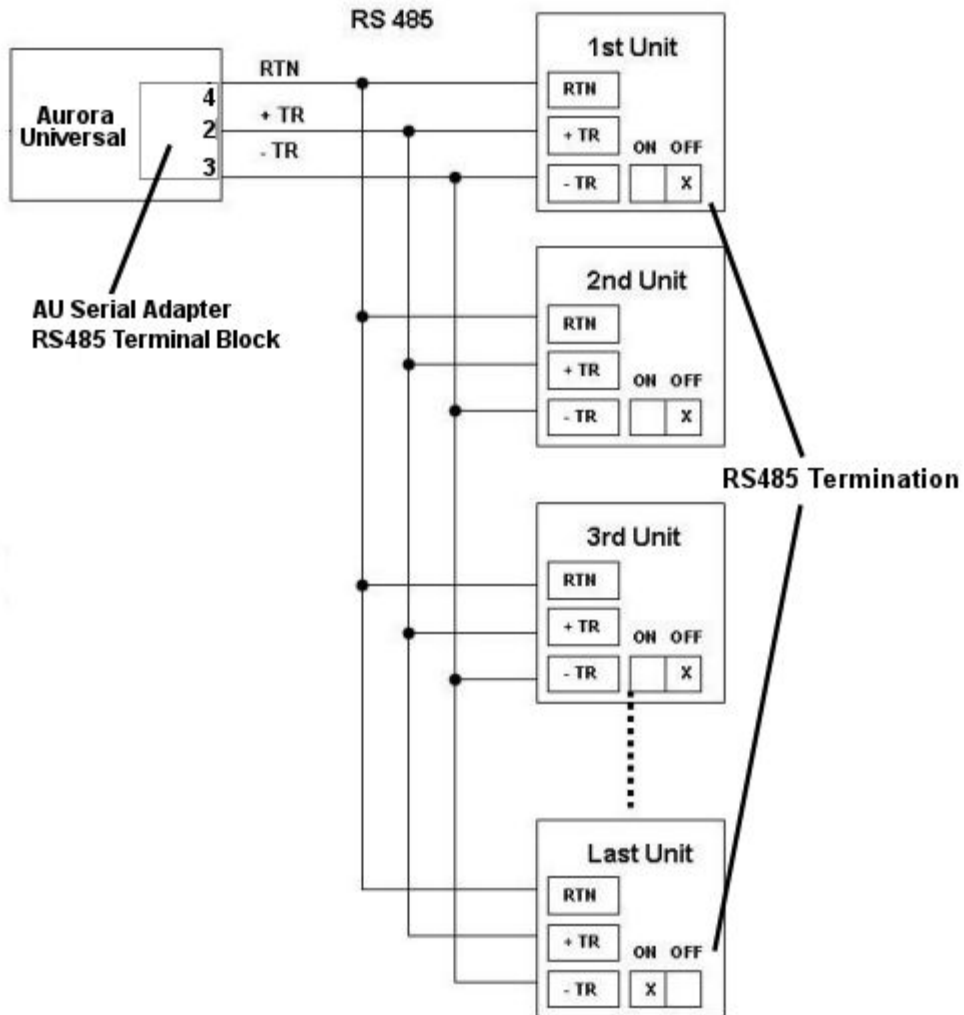 RS 485
Aurora
Universal
4
2
3
RTN
+ TR
- TR
AU Serial Adapter
RS485 Terminal Block
1st Unit
RTN
+ TR
- TR
ON OFF
X
2nd Unit
RTN
+ TR
- TR
ON OFF
X
RS485 Termination
3rd Unit
RTN
+ TR
- TR
ON OFF
X
Last Unit
RTN
+ TR
- TR
ON OFF
X